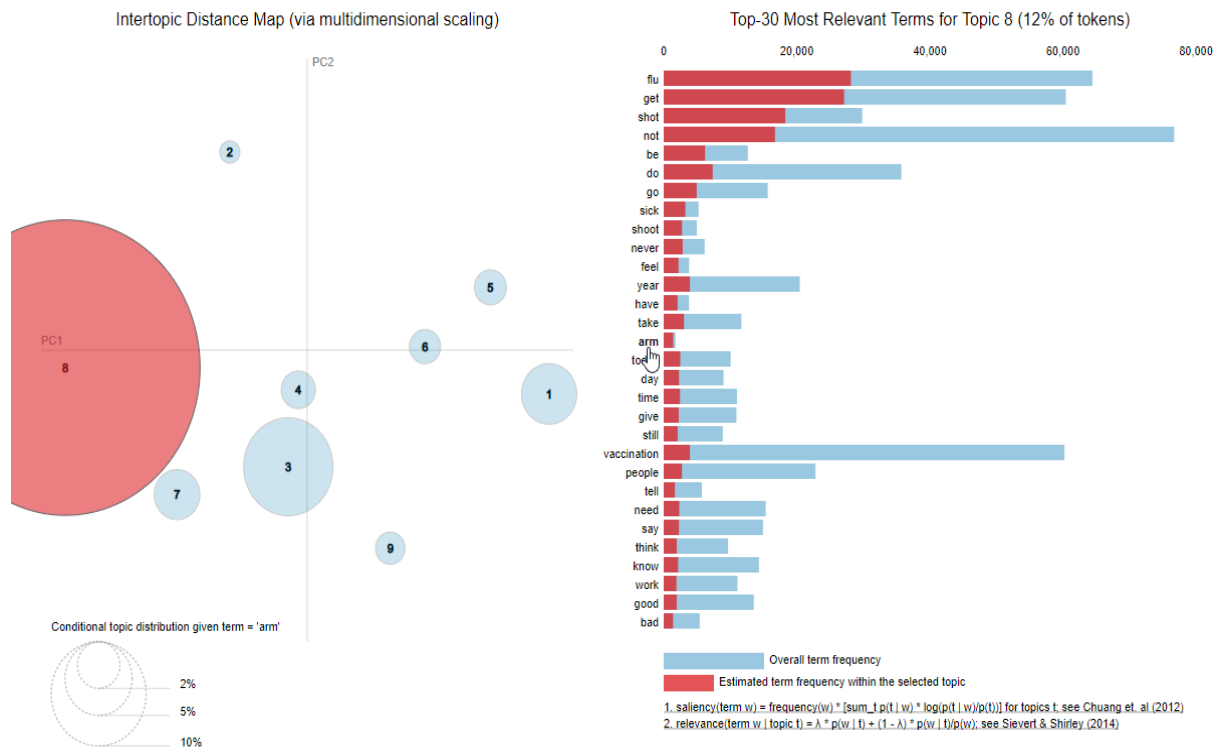 Intertopic Distance Map (via multidimensional scaling)
PC2
PC1
2
5
6
8
4
1
3
7
9
Conditional topic distribution given term = 'arm'
2%
5%
10%
Top-30 Most Relevant Terms for Topic 8 (12% of tokens)
0 20,000 40,000 60,000 80,000
flu
get
shot
not
be
do
go
sick
shoot
never
feel
year
have
take
arm
day
time
give
still
vaccination
people
tell
need
say
think
know
work
good
bad
Overall term frequency
Estimated term frequency within the selected topic
1. saliency(term w) = frequency(w) * [sum_t p(t | w) * log(p(t | w)/p(t))] for topics t; see Chuang et. al (2012)
2. relevance(term w | topic t) = λ * p(w | t) + (1 - λ) * p(w | t)/p(w); see Sievert & Shirley (2014)